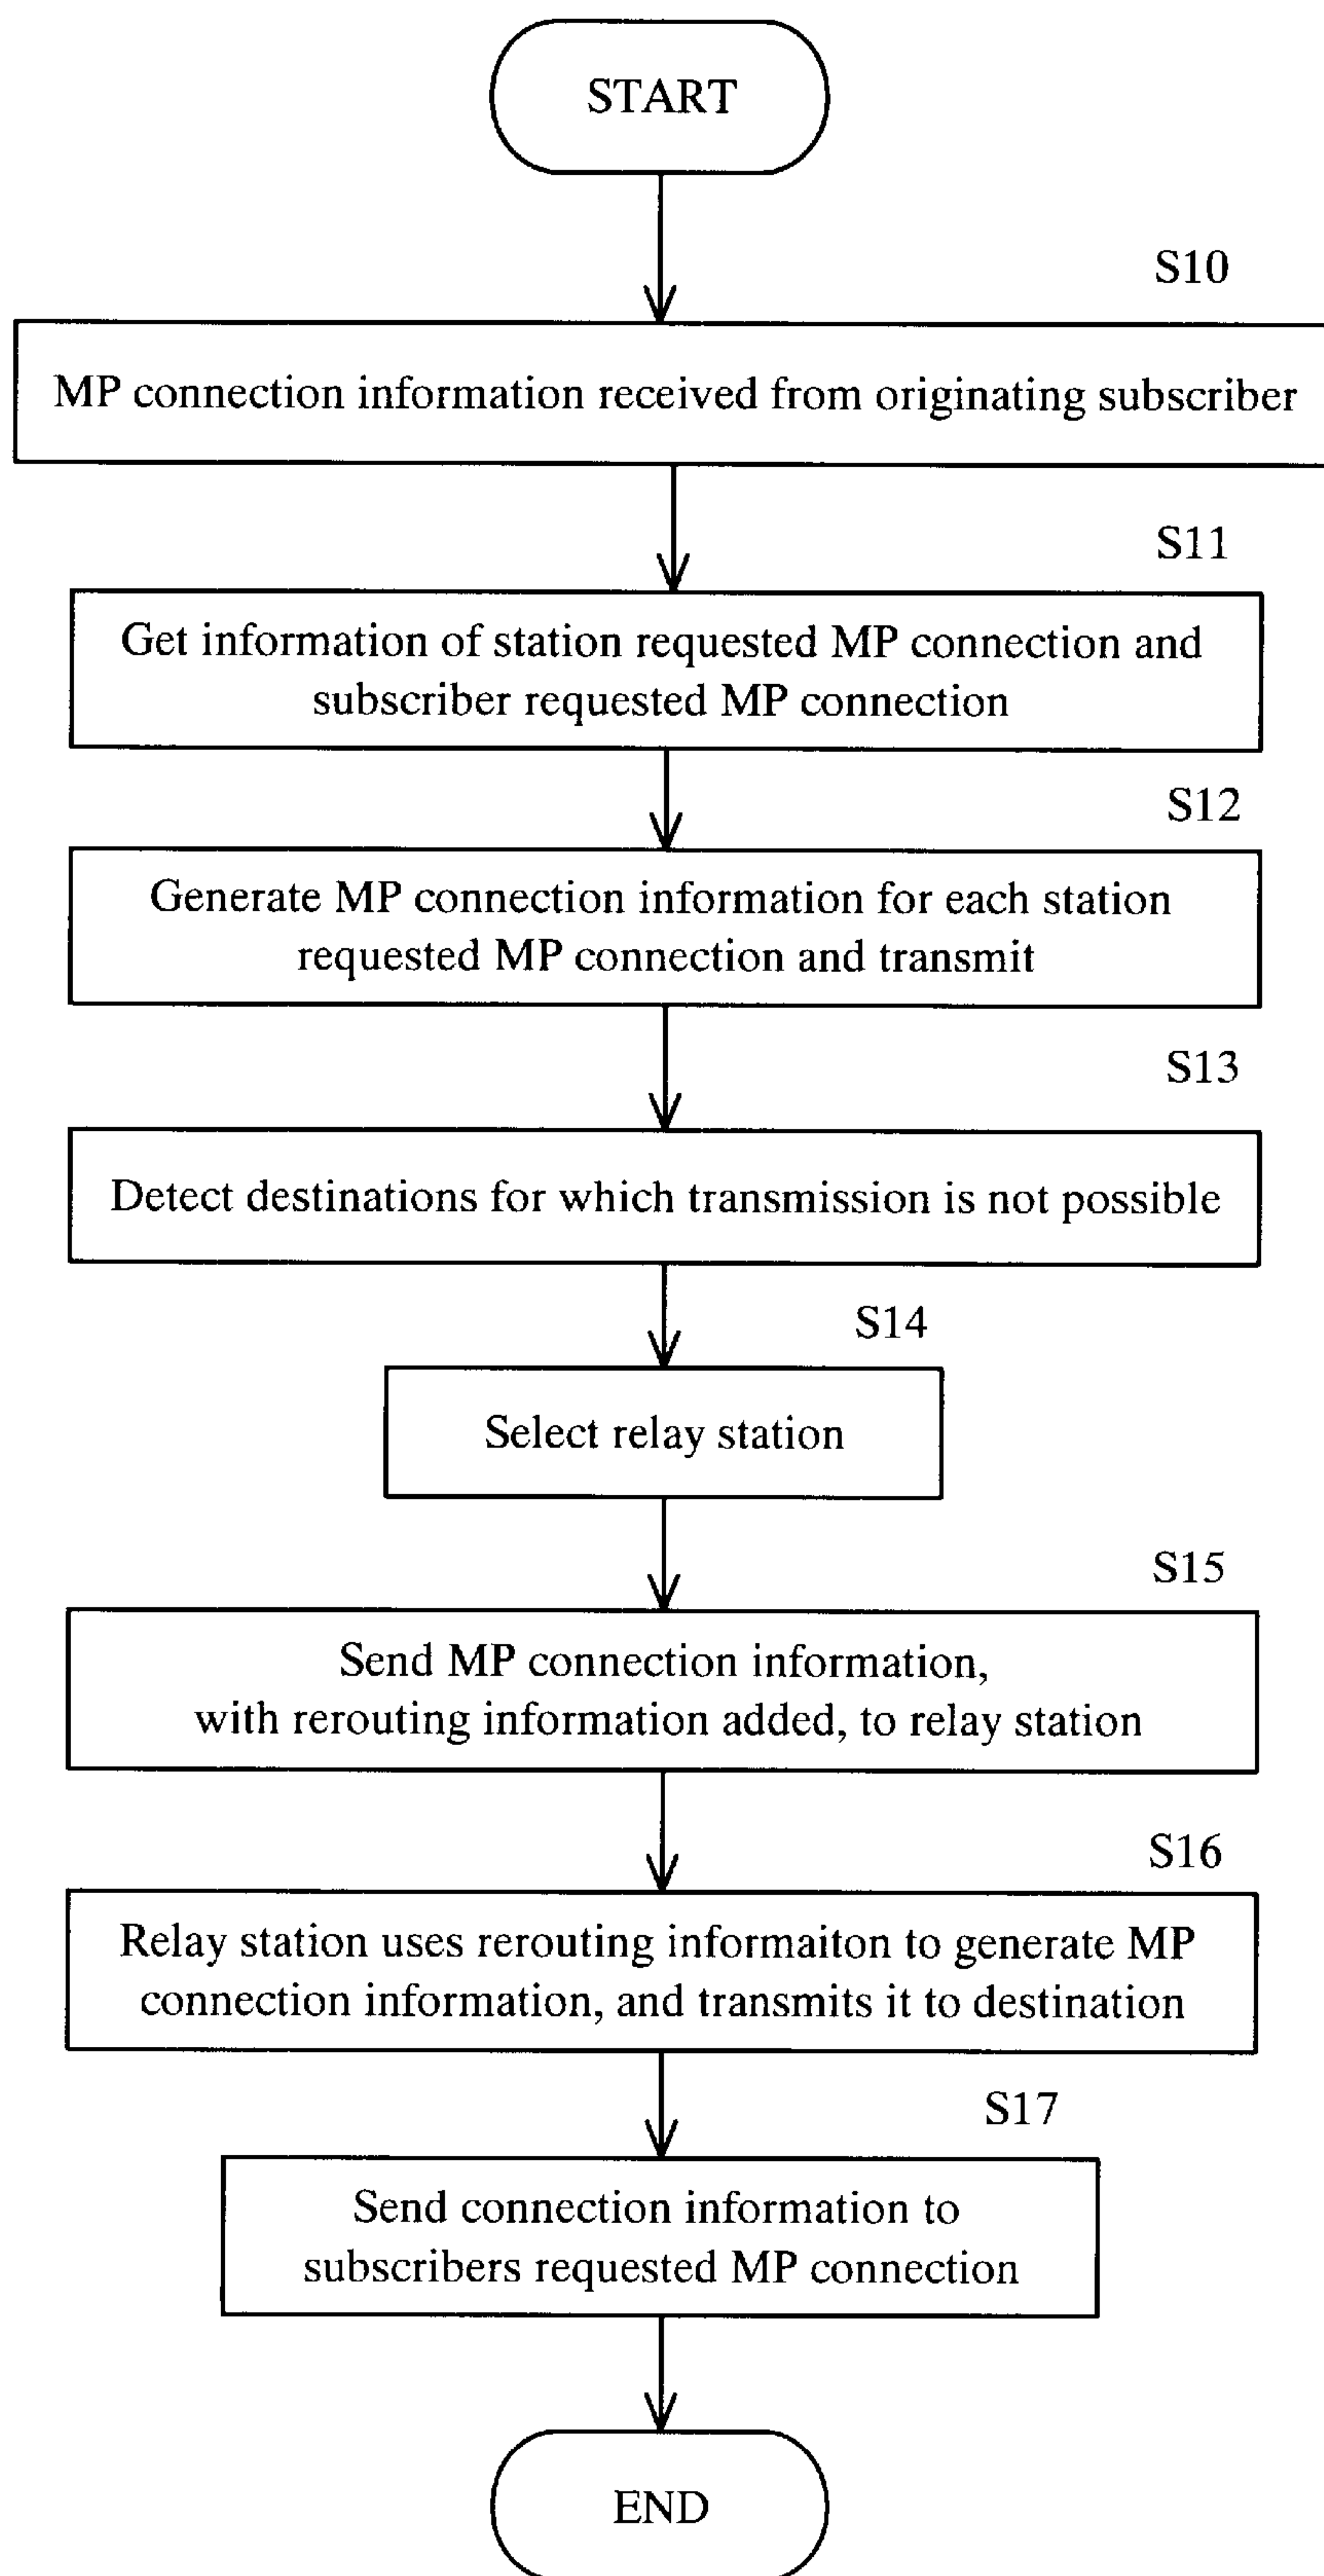 START
S10
MP connection information received from originating subscriber
S11
Get information of station requested MP connection and
subscriber requested MP connection
S12
Generate MP connection information for each station
requested MP connection and transmit
S13
Detect destinations for which transmission is not possible
S14
Select relay station
S15
Send MP connection information,
with rerouting information added, to relay station
S16
Relay station uses rerouting informaiton to generate MP
connection information, and transmits it to destination
S17
Send connection information to
subscribers requested MP connection
END